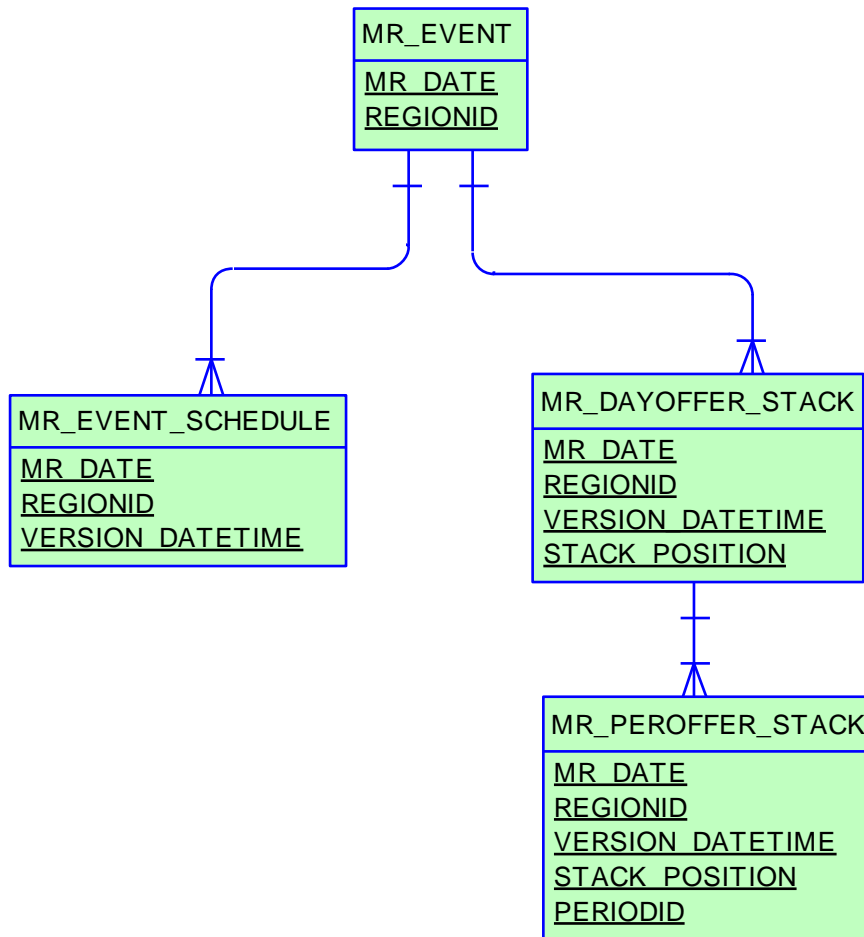 MR_EVENT
MR_DATE
REGIONID
MR_EVENT_SCHEDULE
MR_DATE
REGIONID
VERSION_DATETIME
MR_DAYOFFER_STACK
MR_DATE
REGIONID
VERSION_DATETIME
STACK_POSITION
MR_PEROFFER_STACK
MR_DATE
REGIONID
VERSION_DATETIME
STACK_POSITION
PERIODID